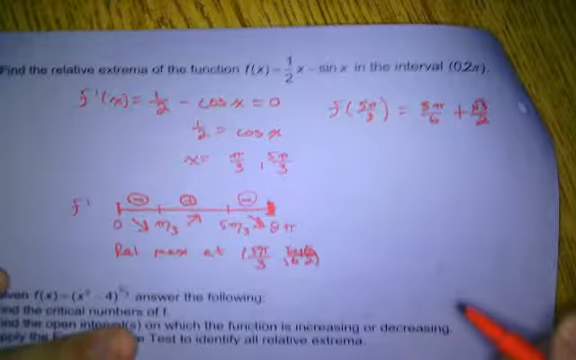 Find the relative extrema of the function f(x) = 1/2 x - sin x in the interval (0,2π).
f'(x) = 1/2 - cos x = 0
1/2 = cos x
x = π/3, 5π/3
f(5π/3) = 5π/6 + √3/2
f'
0 π/3 5π/3 2π
Rel max at (5π/3
Given f(x) = (x² - 4) answer the following:
Find the critical numbers of f.
Find the open interval(s) on which the function is increasing or decreasing.
Test to identify all relative extrema.